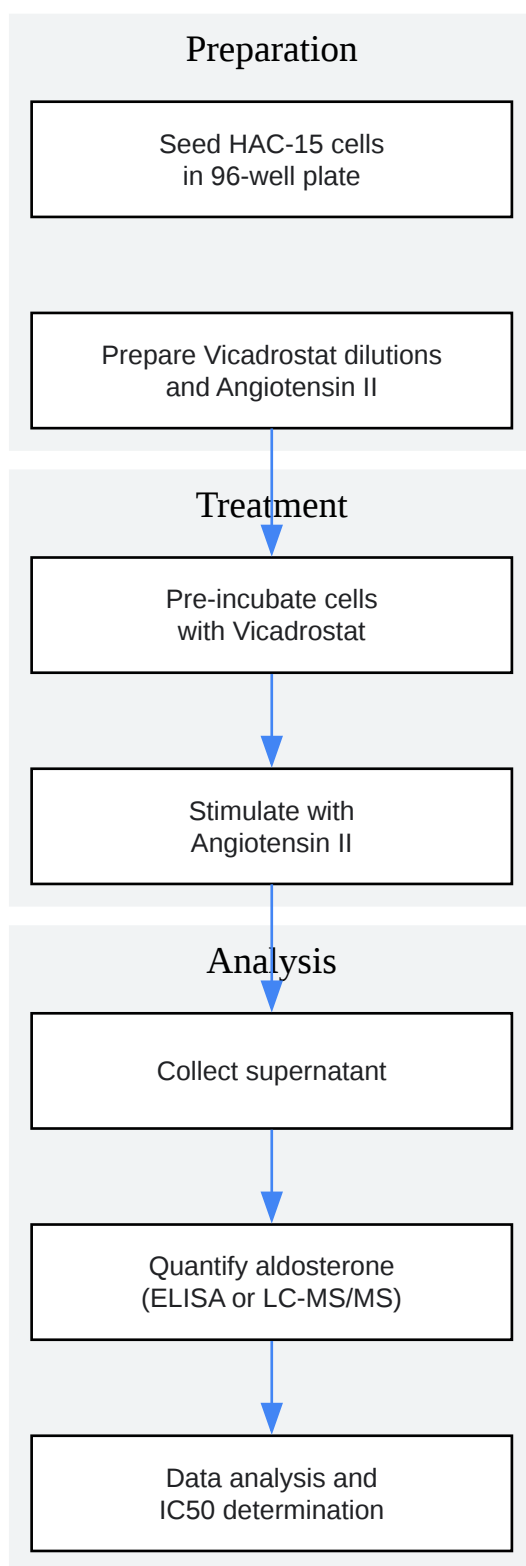 Preparation
Seed HAC-15 cells
in 96-well plate
Prepare Vicadrostat dilutions
and Angiotensin II
Treatment
Pre-incubate cells
with Vicadrostat
Stimulate with
Angiotensin II
Analysis
Collect supernatant
Quantify aldosterone
(ELISA or LC-MS/MS)
Data analysis and
IC50 determination